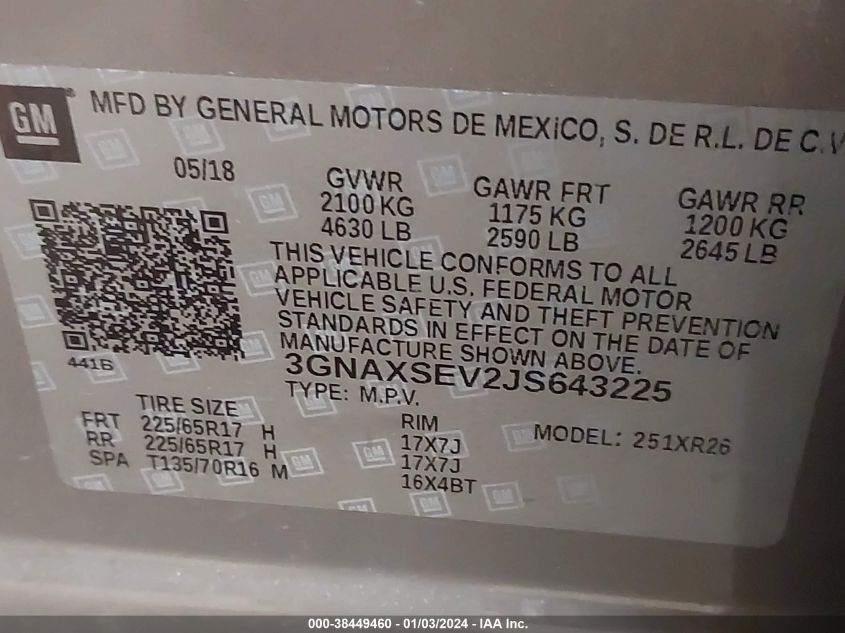 GM MFD BY GENERAL MOTORS DE MEXiCO, S. DE R.L. DE C.V
05/18
GVWR GAWR FRT GAWR RR
2100 KG 1175 KG 1200 KG
4630 LB 2590 LB 2645 LB
THIS VEHICLE CONFORMS TO ALL
APPLICABLE U.S. FEDERAL MOTOR
VEHICLE SAFETY AND THEFT PREVENTION
STANDARDS IN EFFECT ON THE DATE OF
MANUFACTURE SHOWN ABOVE.
441B
3GNAXSEV2JS643225
TYPE: M.P.V.
TIRE SIZE RIM MODEL: 251XR26
FRT 225/65R17 H 17X7J
RR 225/65R17 H 17X7J
SPA T135/70R16 M 16X4BT
000-38449460 - 01/03/2024 - IAA Inc.